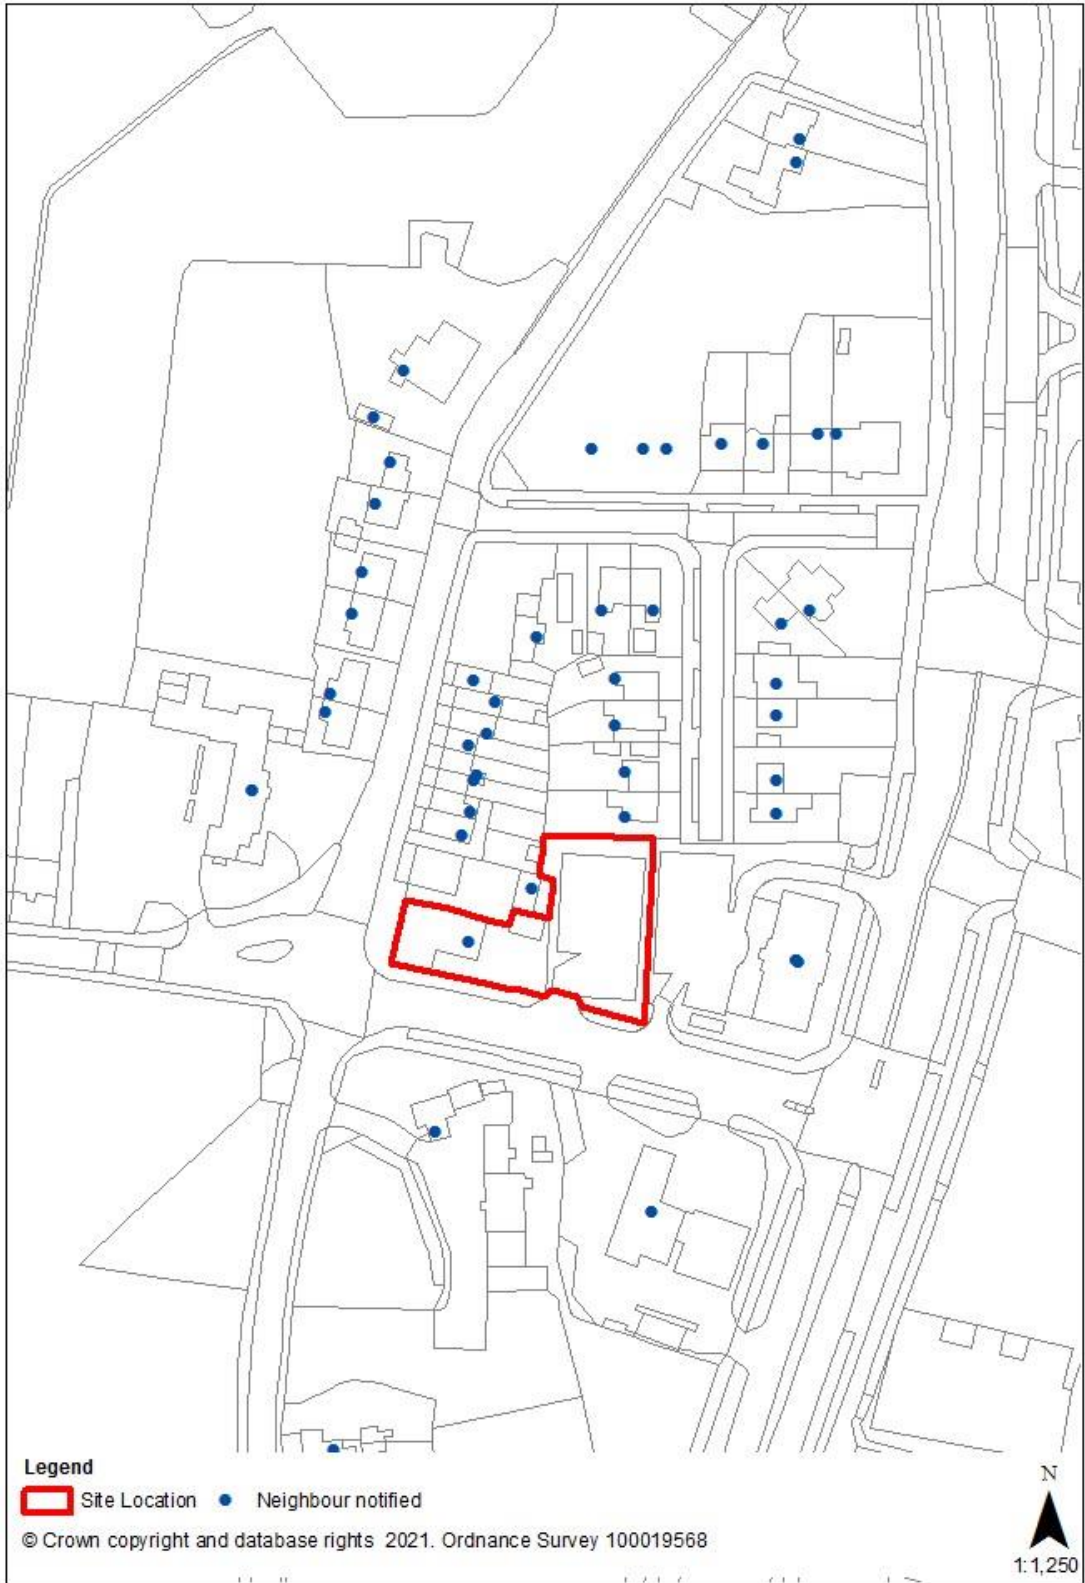 Legend
Site Location Neighbour notified
© Crown copyright and database rights 2021. Ordnance Survey 100019568
N
1:1,250